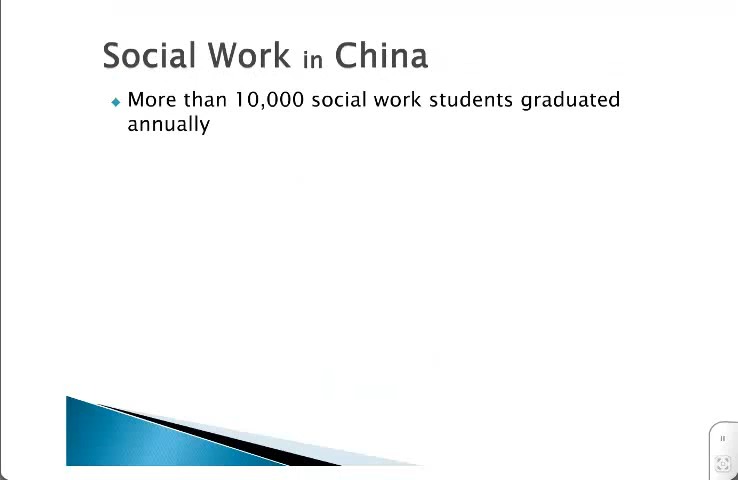 Social Work in China
More than 10,000 social work students graduated
annually